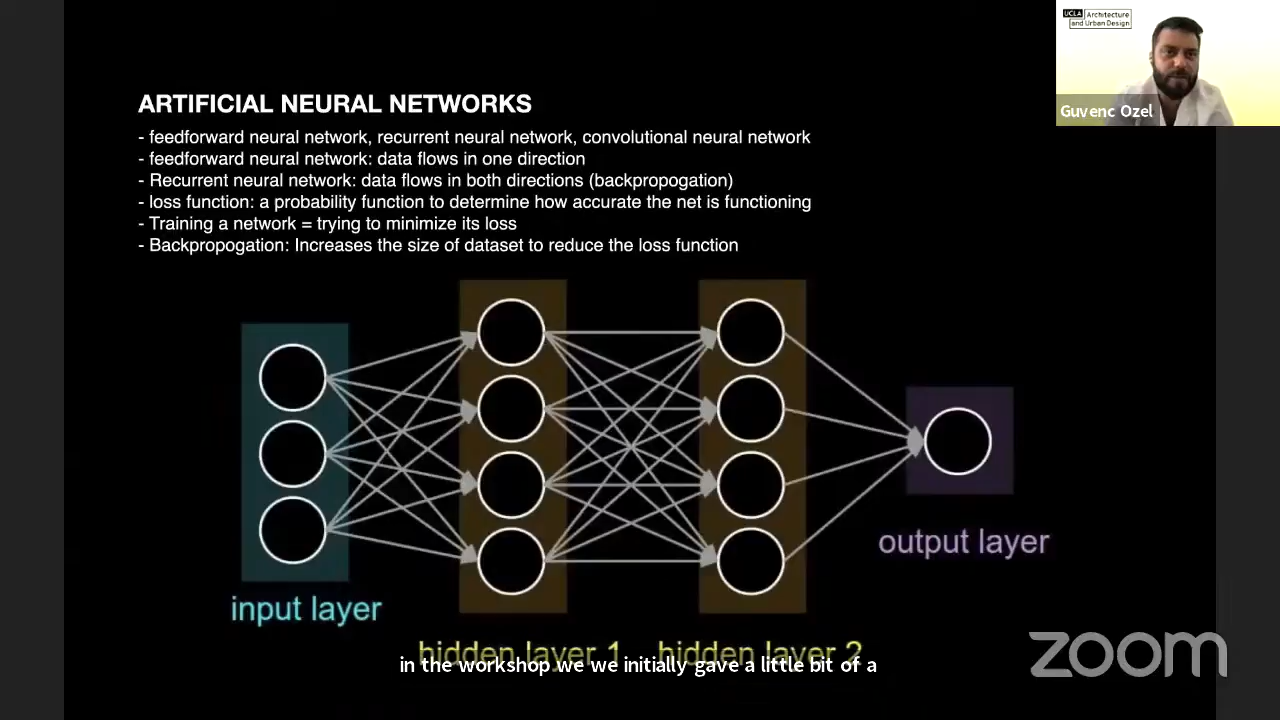 UCLA Architecture
and Urban Design
Guvenc Ozel
ARTIFICIAL NEURAL NETWORKS
- feedforward neural network, recurrent neural network, convolutional neural network
- feedforward neural network: data flows in one direction
- Recurrent neural network: data flows in both directions (backpropogation)
- loss function: a probability function to determine how accurate the net is functioning
- Training a network = trying to minimize its loss
- Backpropogation: Increases the size of dataset to reduce the loss function
output layer
input layer
hidden layer 1 hidden layer 2
in the workshop we we initially gave a little bit of a
zoom